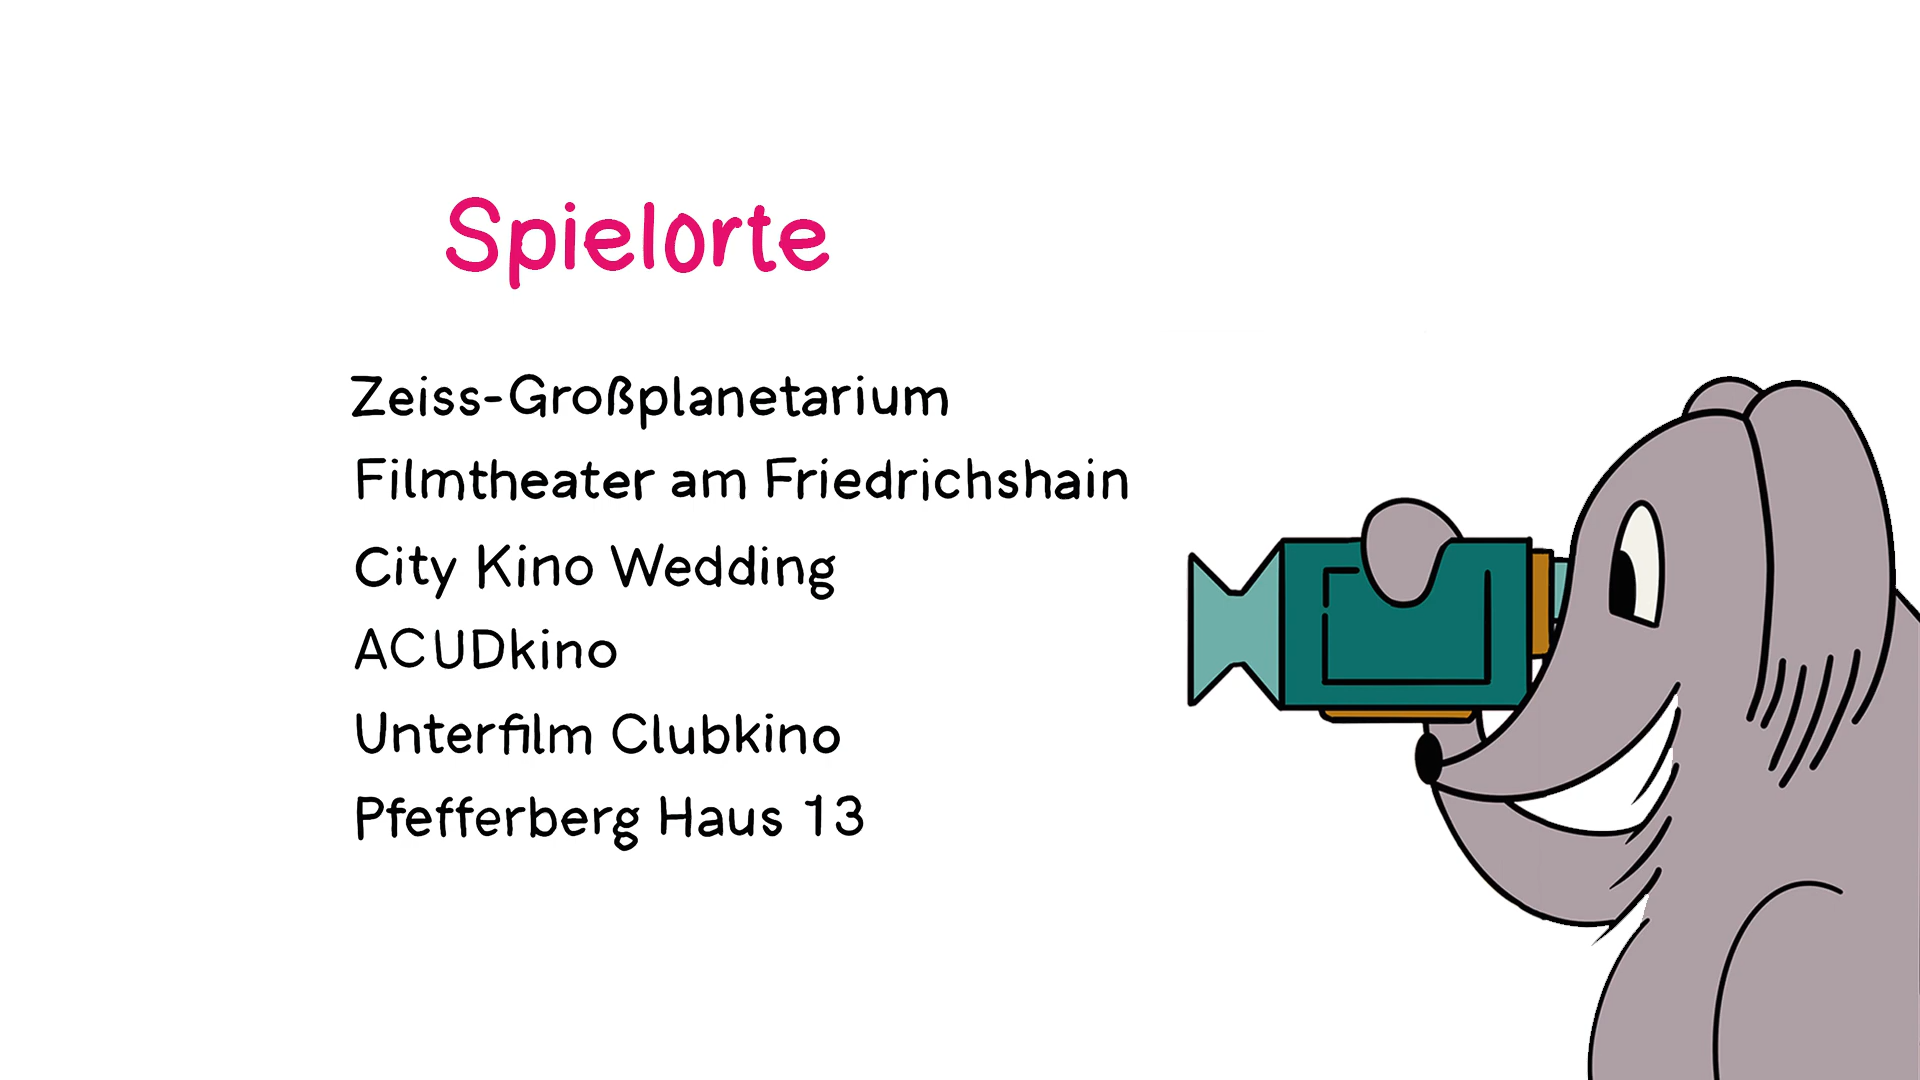 Spielorte
Zeiss-Großplanetarium
Filmtheater am Friedrichshain
City Kino Wedding
ACUDkino
Unterfilm Clubkino
Pfefferberg Haus 13